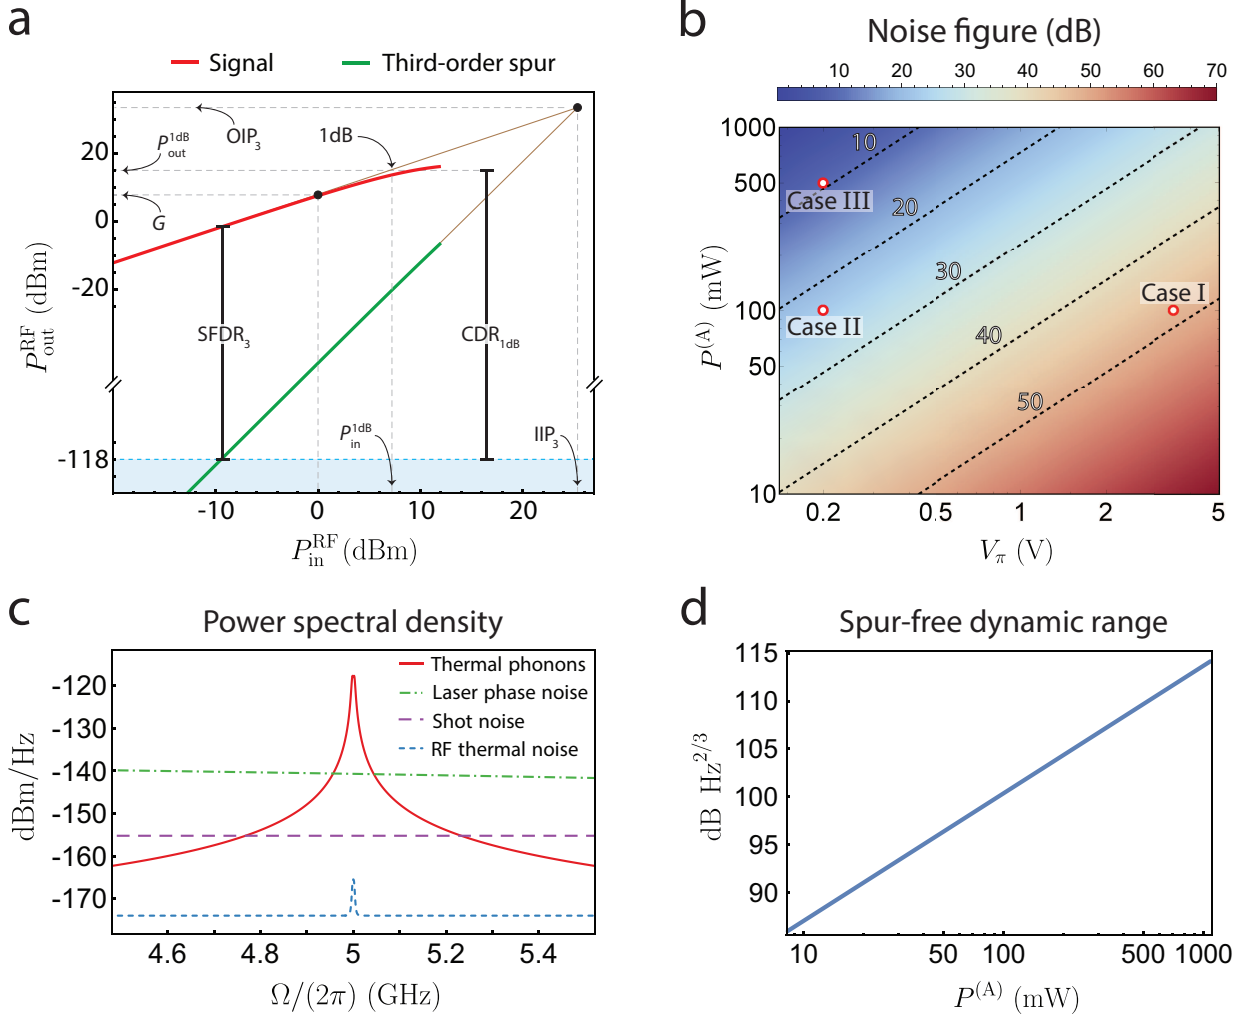 a
Signal
Third-order spur
OIP3
1dB
P 1dB out
G
SFDR3
CDR1dB
P 1dB in
IIP3
20
0
-20
-118
-10
0
10
20
P RF out (dBm)
P RF in (dBm)
b
Noise figure (dB)
10 20 30 40 50 60 70
1000
500
100
50
10
10
20
30
40
50
Case III
Case II
Case I
0.2 0.5 1 2 5
P(A) (mW)
Vπ (V)
c
Power spectral density
Thermal phonons
Laser phase noise
Shot noise
RF thermal noise
-120
-130
-140
-150
-160
-170
4.6 4.8 5 5.2 5.4
dBm/Hz
Ω/(2π) (GHz)
d
Spur-free dynamic range
115
110
105
100
95
90
10 50 100 500 1000
dB Hz2/3
P(A) (mW)